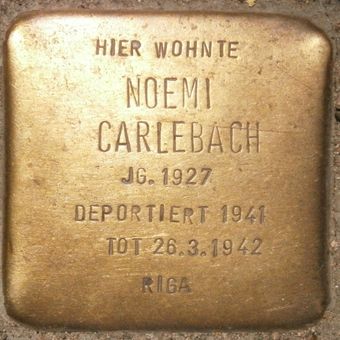 HIER WOHNTE
NOEMI
CARLEBACH
JG. 1927
DEPORTIERT 1941
TOT 26.3.1942
RIGA